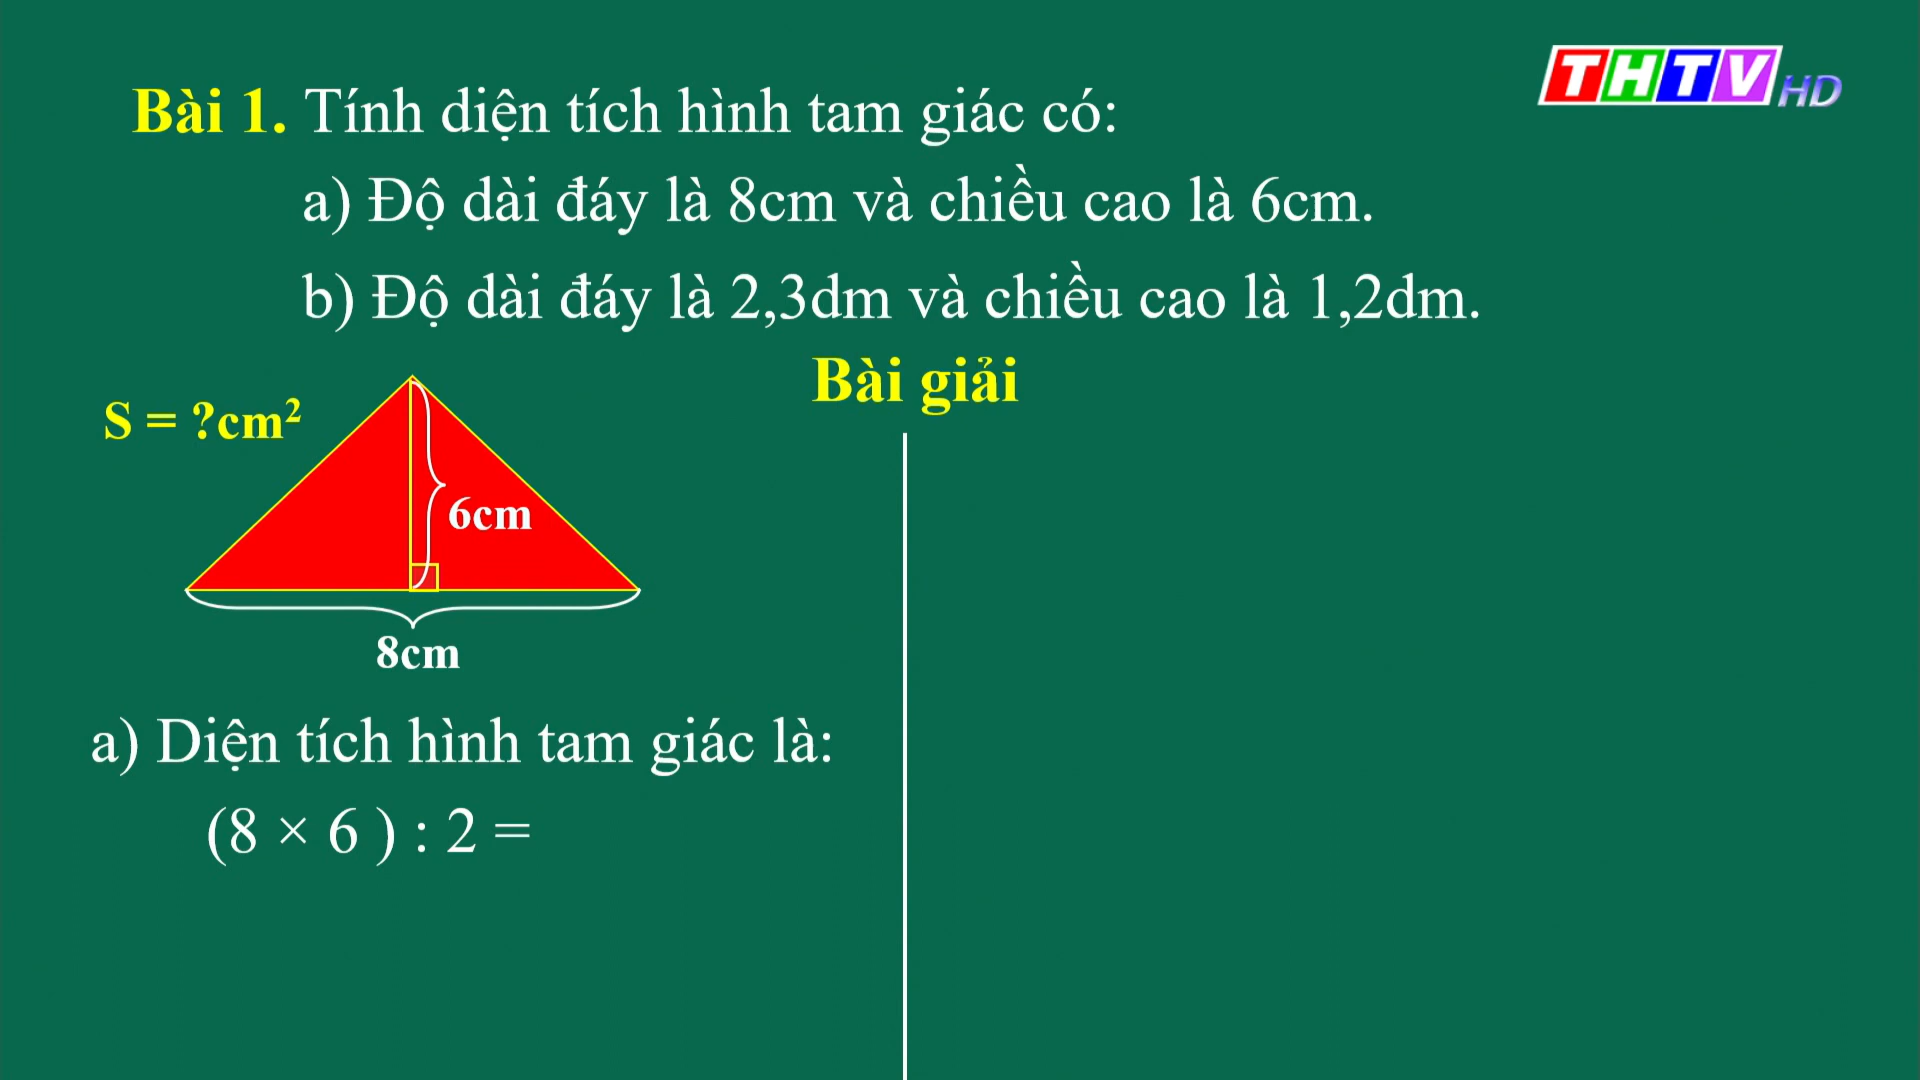 THTV HD
Bài 1. Tính diện tích hình tam giác có:
a) Độ dài đáy là 8cm và chiều cao là 6cm.
b) Độ dài đáy là 2,3dm và chiều cao là 1,2dm.
Bài giải
S = ?cm²
6cm
8cm
a) Diện tích hình tam giác là:
(8 × 6 ) : 2 =